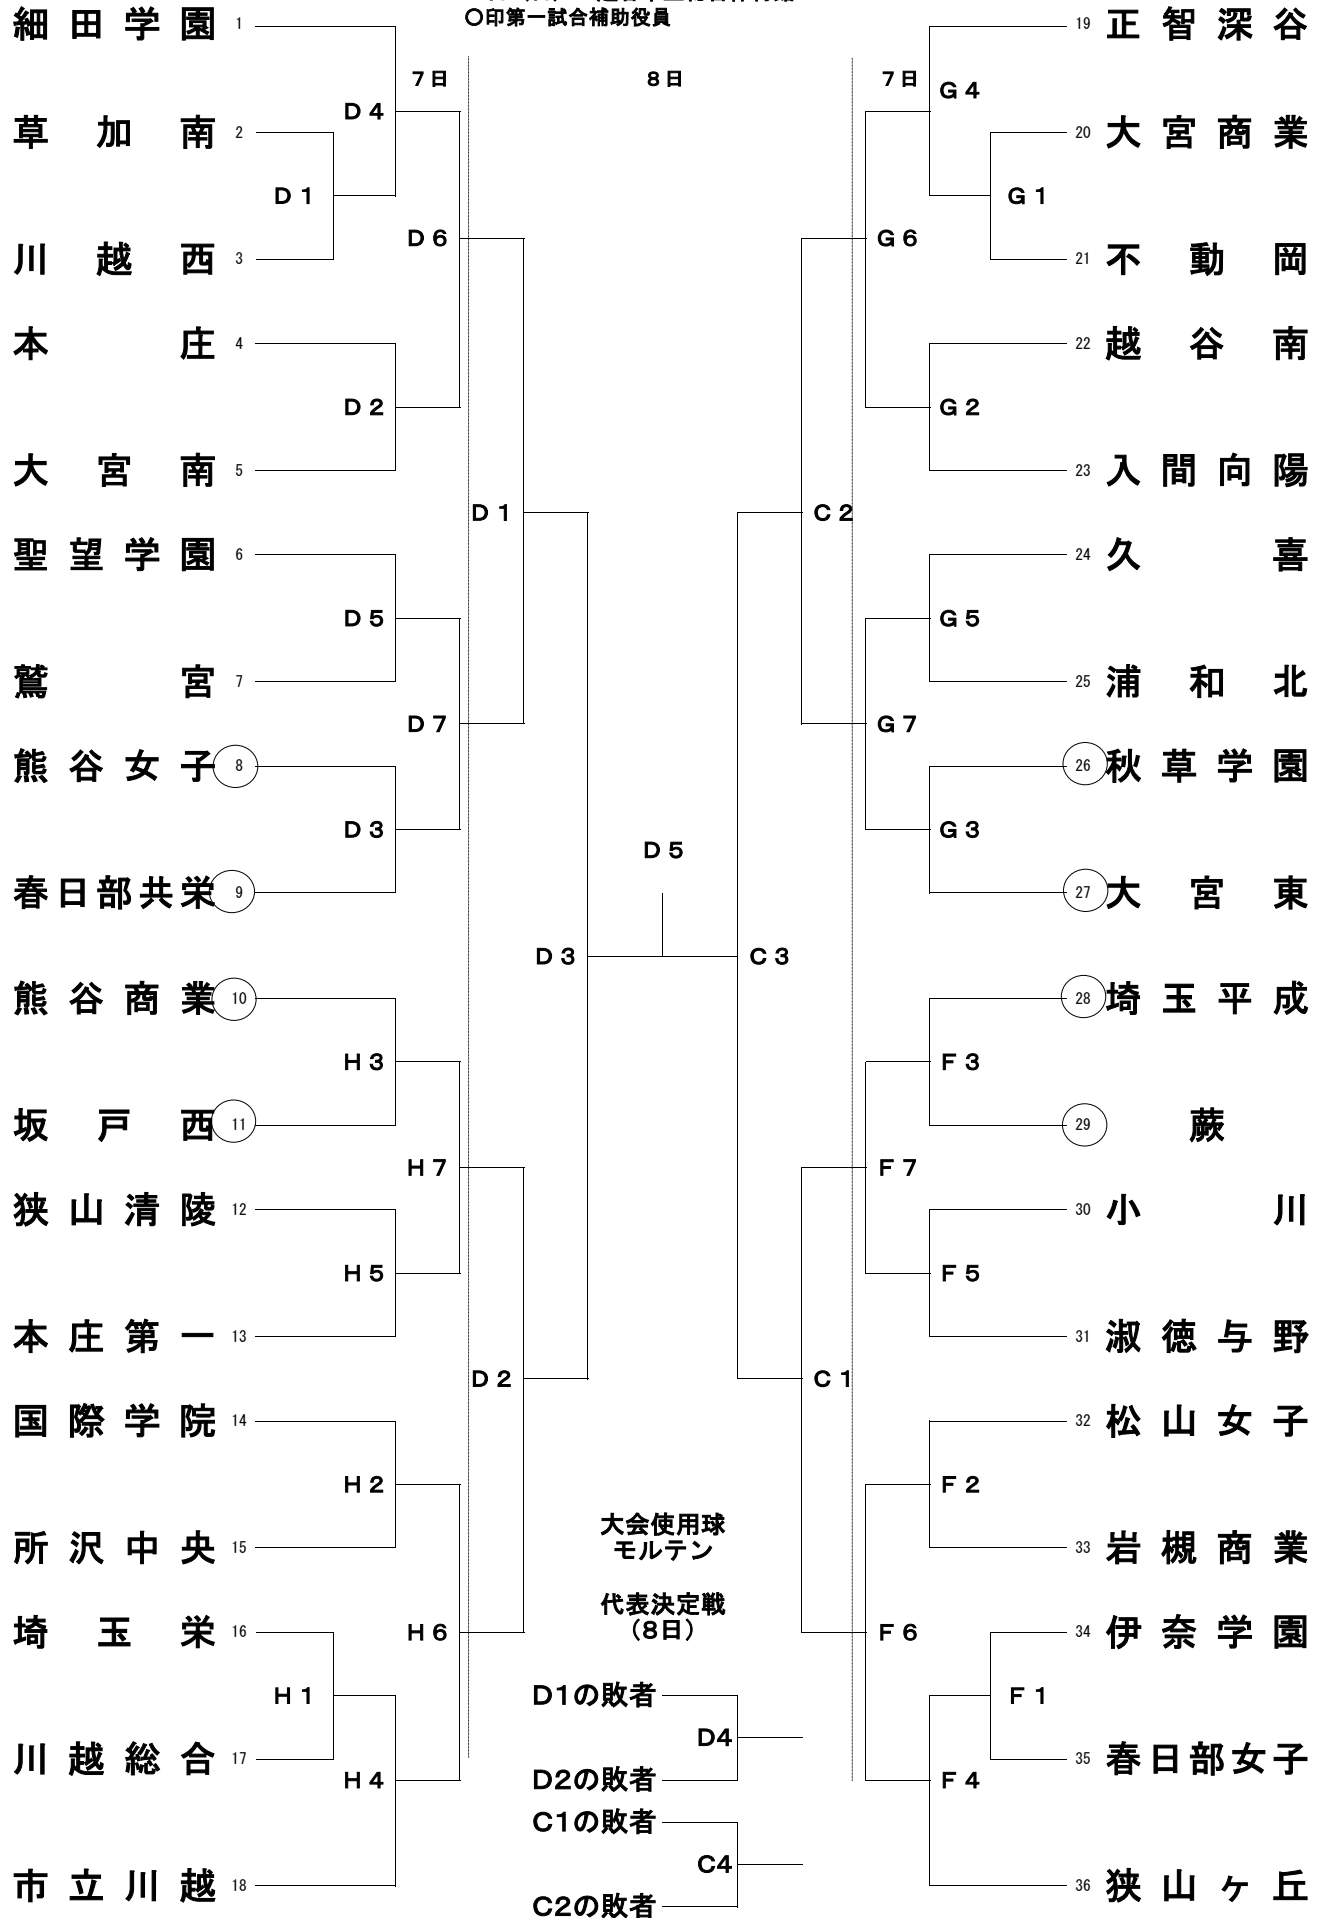 ○印第一試合補助役員
7日
8日
7日
細田学園 1
草加南 2
川越西 3
本庄 4
大宮南 5
聖望学園 6
鷲宮 7
熊谷女子 8
春日部共栄 9
熊谷商業 10
坂戸西 11
狭山清陵 12
本庄第一 13
国際学院 14
所沢中央 15
埼玉栄 16
川越総合 17
市立川越 18
D4
D1
D6
D2
D1
D5
D7
D3
D3
H3
H7
H5
D2
H2
H6
H1
H4
D5
19 正智深谷
20 大宮商業
21 不動岡
22 越谷南
23 入間向陽
24 久喜
25 浦和北
26 秋草学園
27 大宮東
28 埼玉平成
29 蕨
30 小川
31 淑徳与野
32 松山女子
33 岩槻商業
34 伊奈学園
35 春日部女子
36 狭山ヶ丘
G4
G1
G6
G2
C2
G5
G7
G3
C3
F3
F7
F5
C1
F2
F6
F1
F4
大会使用球
モルテン
代表決定戦
(8日)
D1の敗者
D4
D2の敗者
C1の敗者
C4
C2の敗者